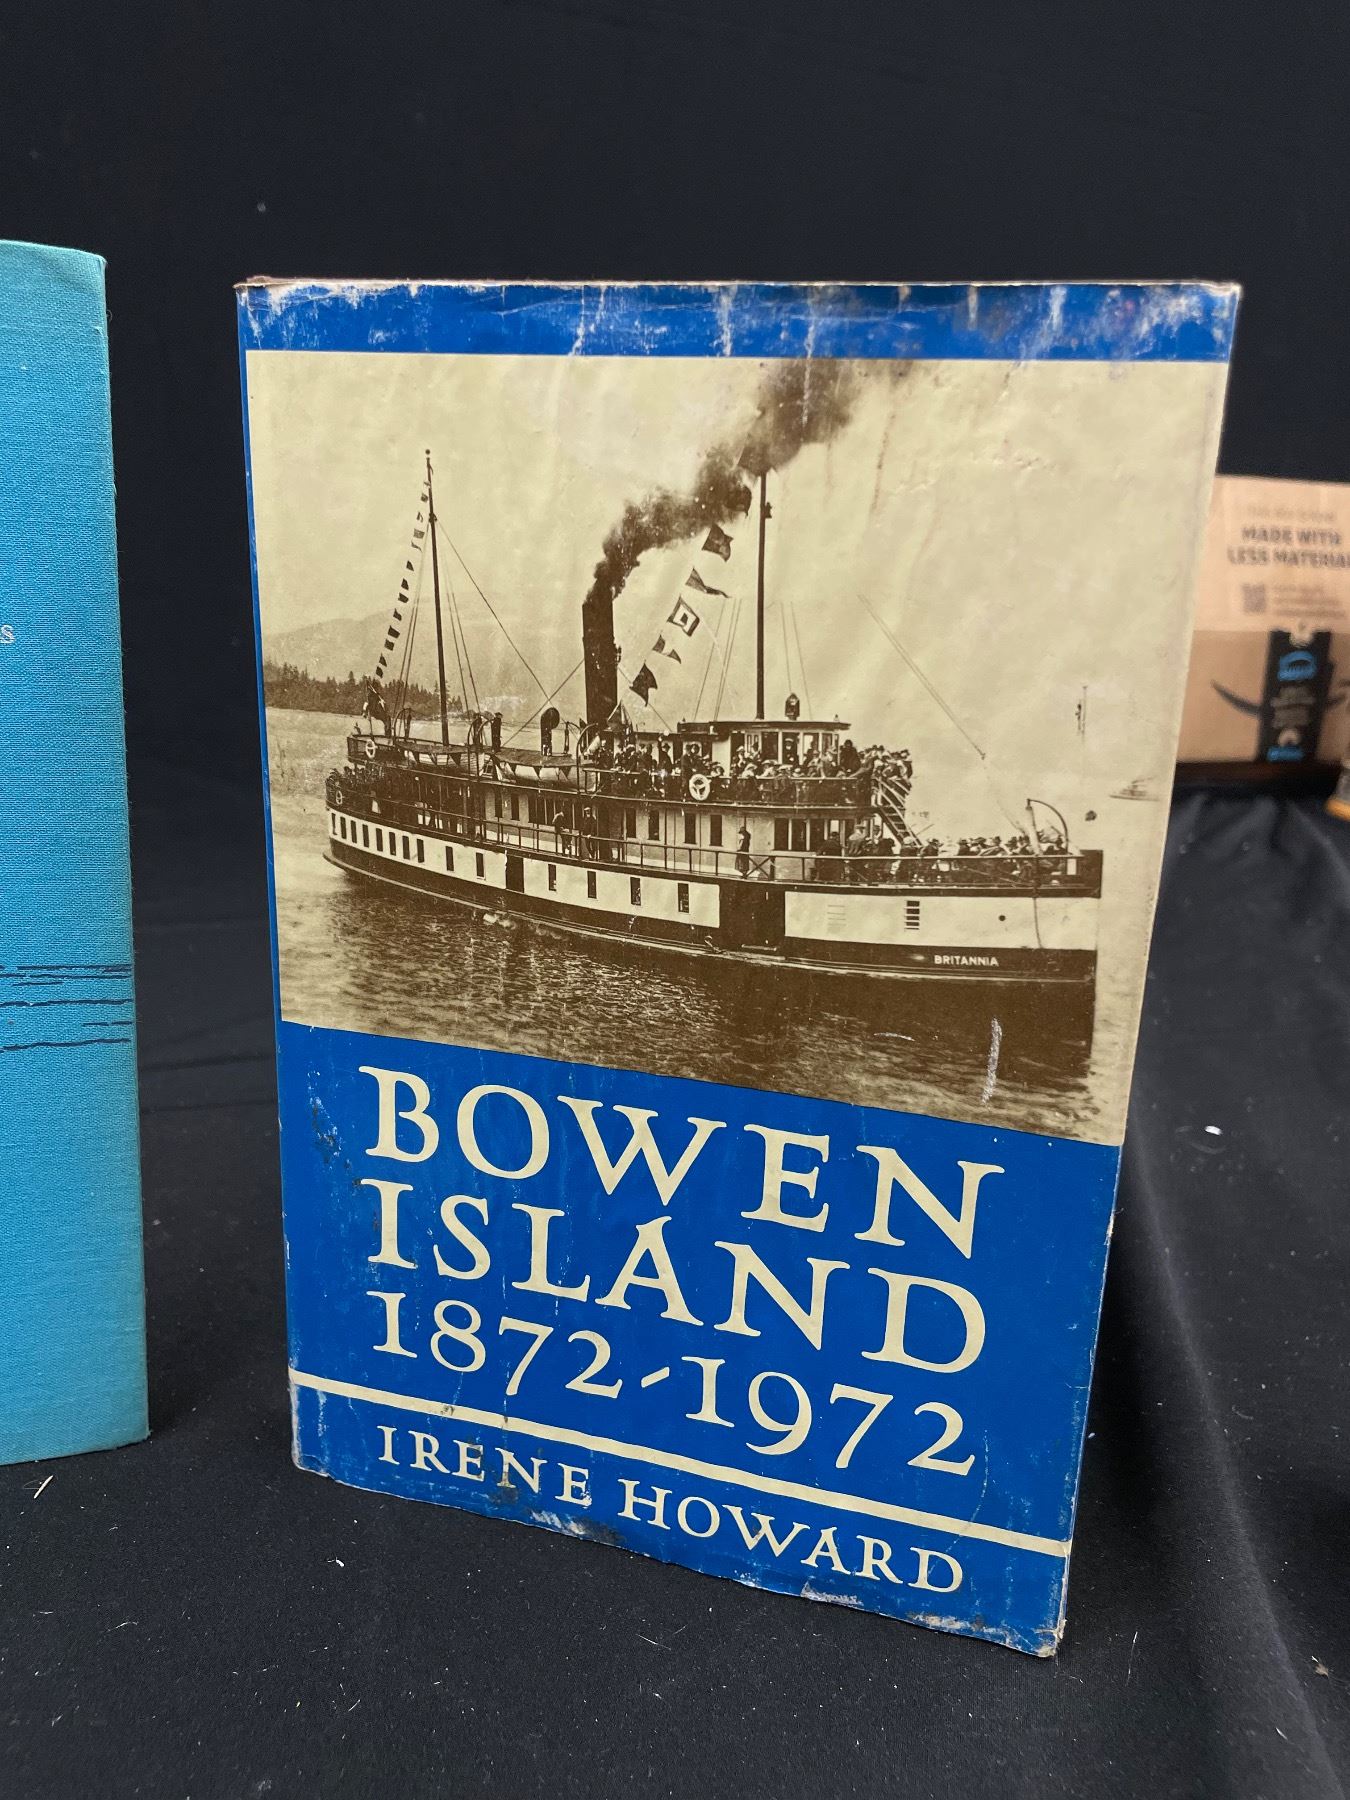 s
BRITANNIA
BOWEN
ISLAND
1872-1972
IRENE HOWARD
MADE WITH
LESS MATERIAL